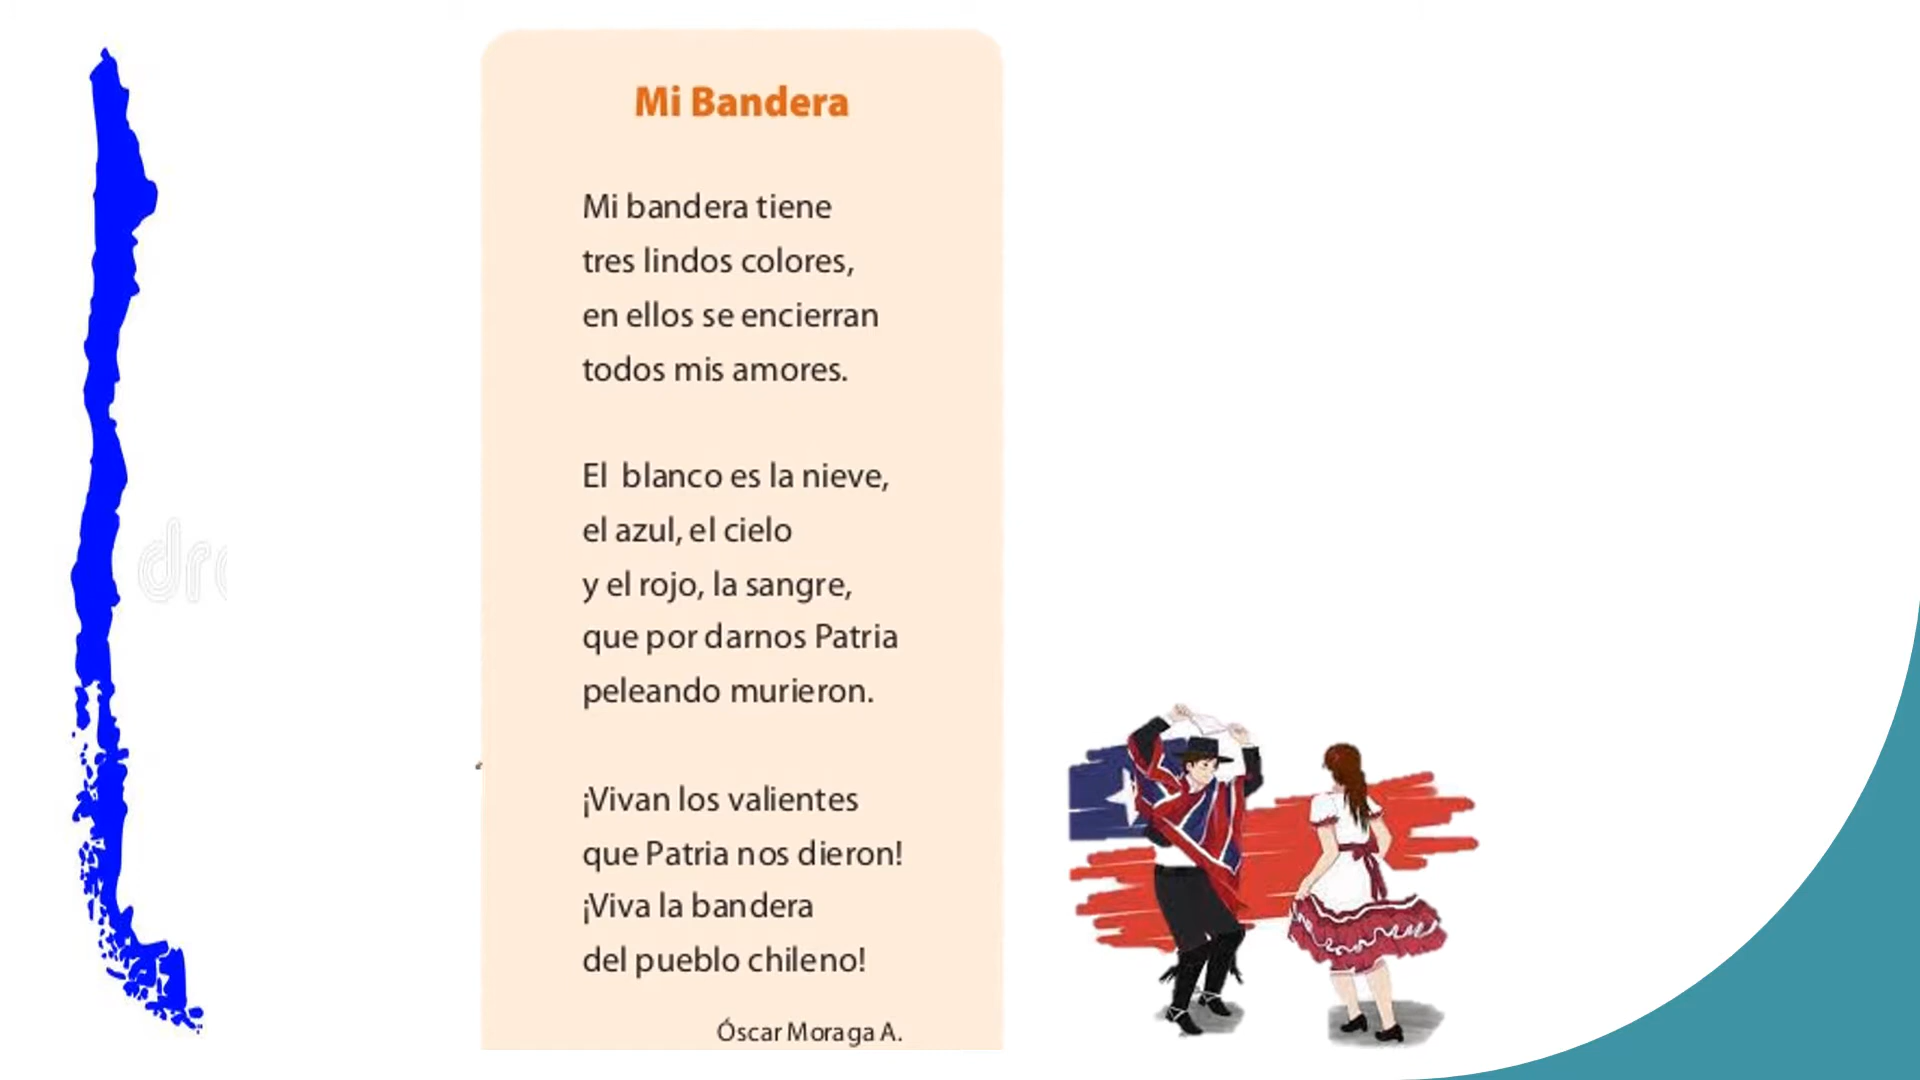 Mi Bandera
Mi bandera tiene
tres lindos colores,
en ellos se encierran
todos mis amores.
El blanco es la nieve,
el azul, el cielo
y el rojo, la sangre,
que por darnos Patria
peleando murieron.
¡Vivan los valientes
que Patria nos dieron!
¡Viva la bandera
del pueblo chileno!
Óscar Moraga A.